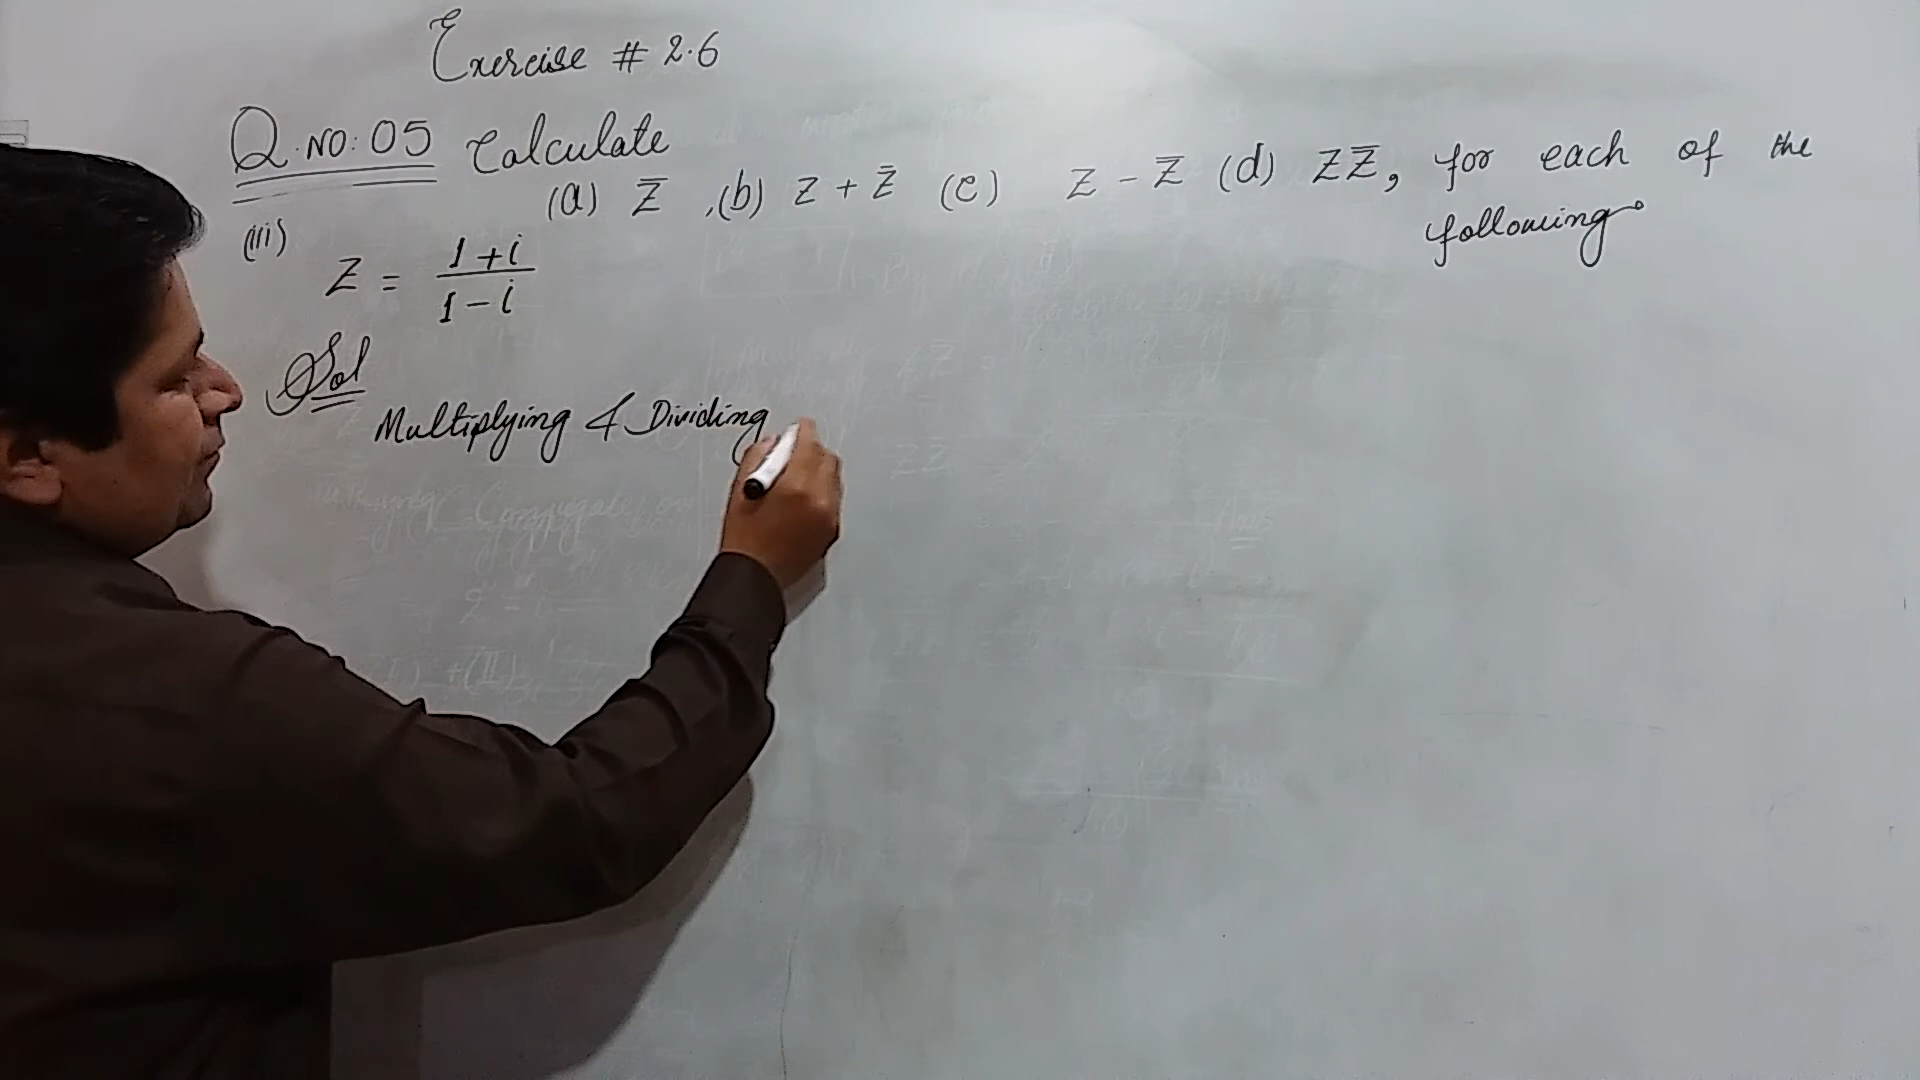 Exercise # 2.6
Q.NO:05 Calculate
(a) z̄ ,(b) z + z̄ (c) z - z̄ (d) zz̄, for each of the
following.
(iii)
z = 1+i / 1-i
Sol
Multiplying & Dividing